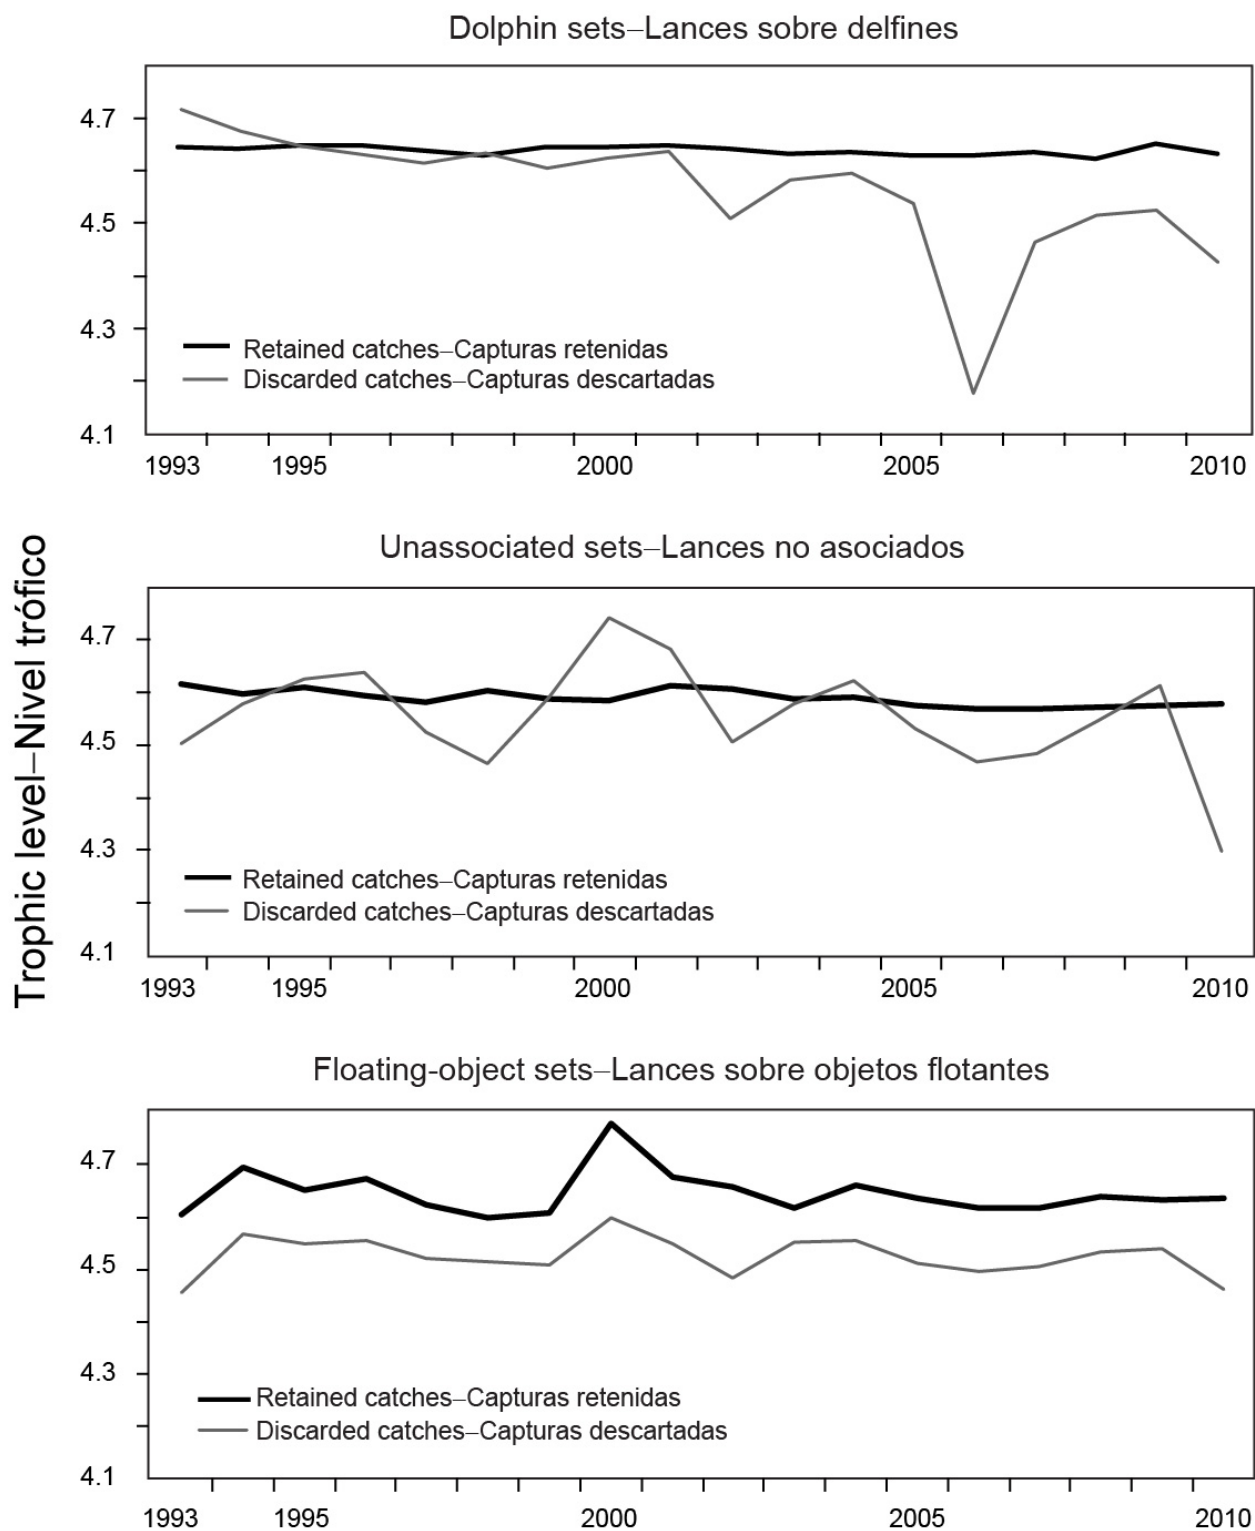 Dolphin sets–Lances sobre delfines
4.7
4.5
4.3
4.1
Retained catches–Capturas retenidas
Discarded catches–Capturas descartadas
1993 1995 2000 2005 2010
Trophic level–Nivel trófico
Unassociated sets–Lances no asociados
4.7
4.5
4.3
4.1
Retained catches–Capturas retenidas
Discarded catches–Capturas descartadas
1993 1995 2000 2005 2010
Floating-object sets–Lances sobre objetos flotantes
4.7
4.5
4.3
4.1
Retained catches–Capturas retenidas
Discarded catches–Capturas descartadas
1993 1995 2000 2005 2010